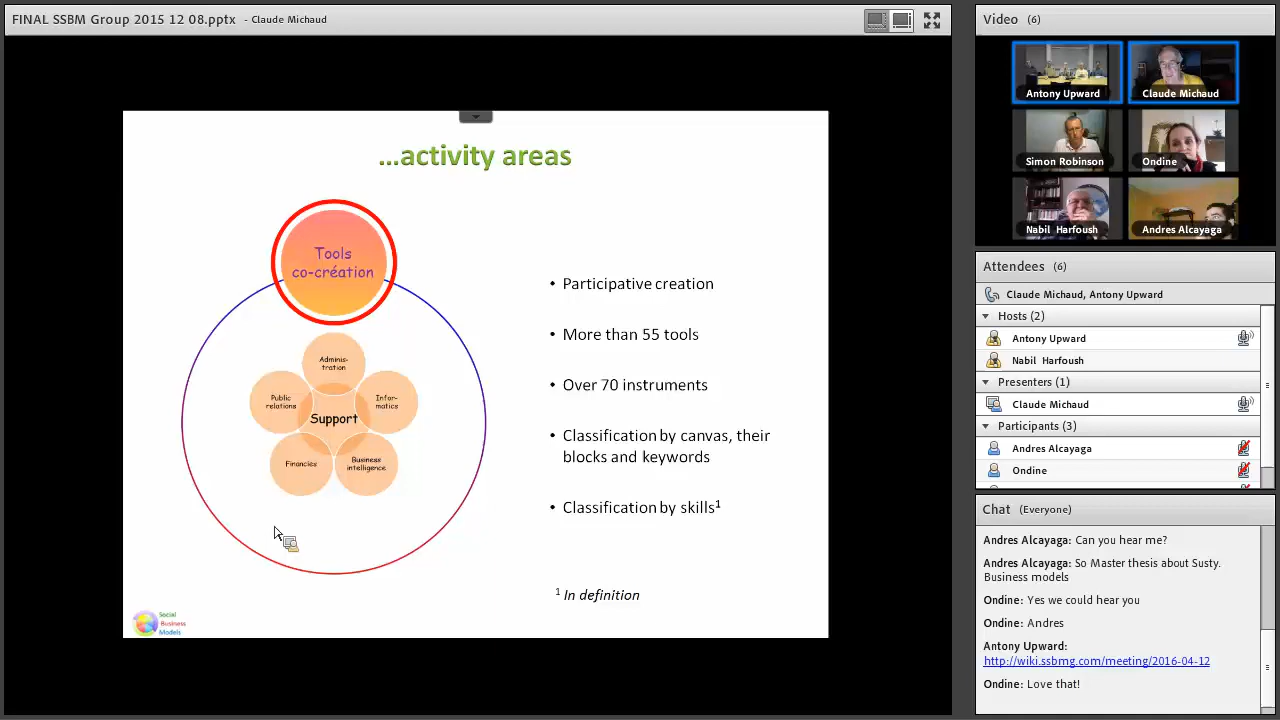 FINAL SSBM Group 2015 12 08.pptx - Claude Michaud
...activity areas
Tools
co-création
Adminis-
tration
Public
relations
Infor-
matics
Support
Financies
Business
intelligence
• Participative creation
• More than 55 tools
• Over 70 instruments
• Classification by canvas, their
blocks and keywords
• Classification by skills¹
¹ In definition
Social
Business
Models
Video (6)
Antony Upward
Claude Michaud
Simon Robinson
Ondine
Nabil Harfoush
Andres Alcayaga
Attendees (6)
Claude Michaud, Antony Upward
Hosts (2)
Antony Upward
Nabil Harfoush
Presenters (1)
Claude Michaud
Participants (3)
Andres Alcayaga
Ondine
Chat (Everyone)
Andres Alcayaga: Can you hear me?
Andres Alcayaga: So Master thesis about Susty.
Business models
Ondine: Yes we could hear you
Ondine: Andres
Antony Upward:
http://wiki.ssbmg.com/meeting/2016-04-12
Ondine: Love that!